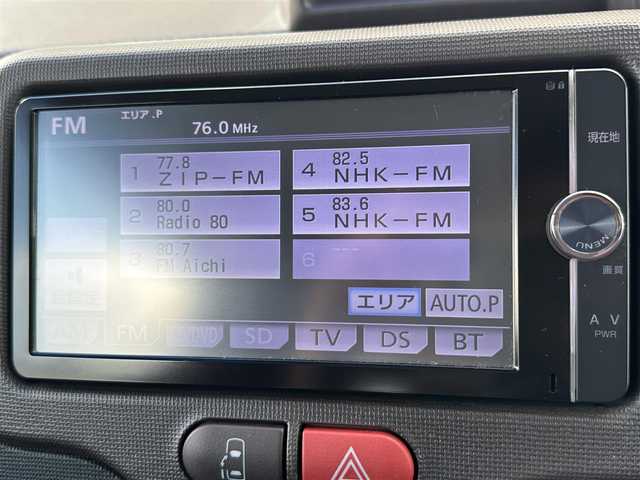 FM
エリア.P
76.0 MHz
1 77.8 ZIP-FM
4 82.5 NHK-FM
2 80.0 Radio 80
5 83.6 NHK-FM
3 80.7 FM Aichi
6
エリア
AUTO.P
AM
FM
SD
TV
DS
BT
現在地
MENU
画質
AV
PWR